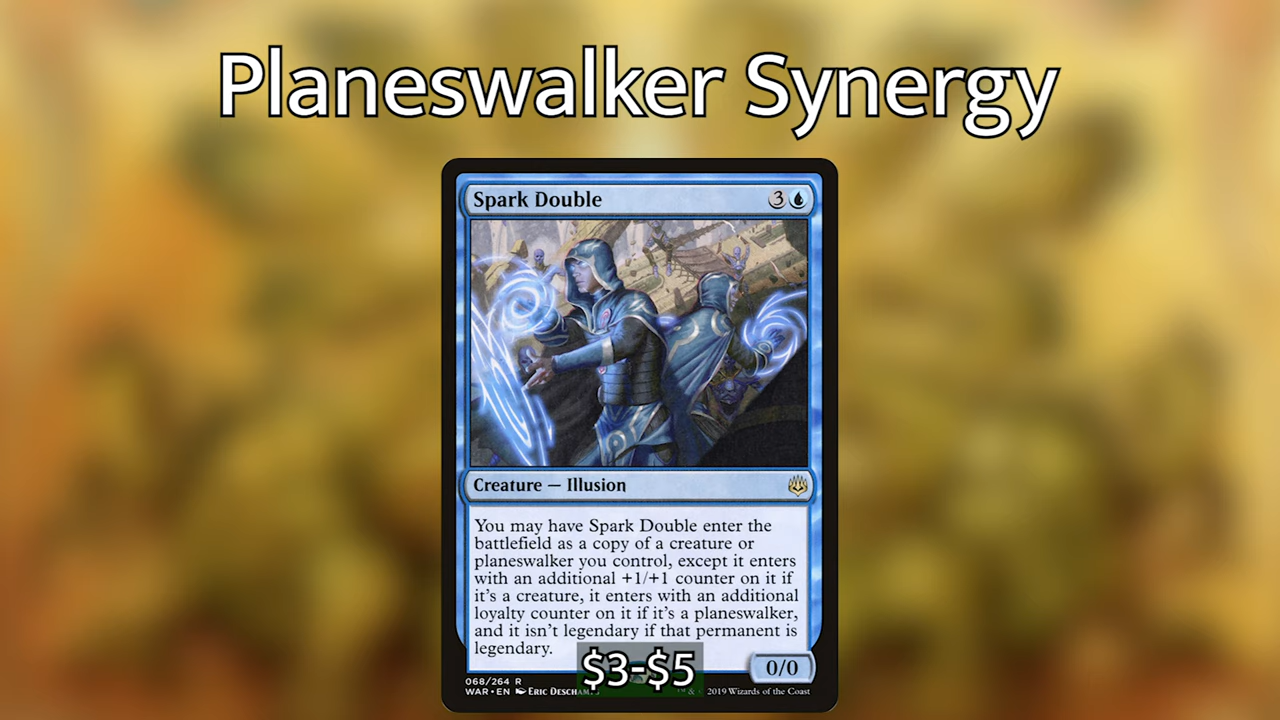 Planeswalker Synergy
Spark Double 3
Creature — Illusion
You may have Spark Double enter the
battlefield as a copy of a creature or
planeswalker you control, except it enters
with an additional +1/+1 counter on it if
it's a creature, it enters with an additional
loyalty counter on it if it's a planeswalker,
and it isn't legendary if that permanent is
legendary.
$3-$5
0/0
068/264 R
WAR • EN Eric Descham
2019 Wizards of the Coast